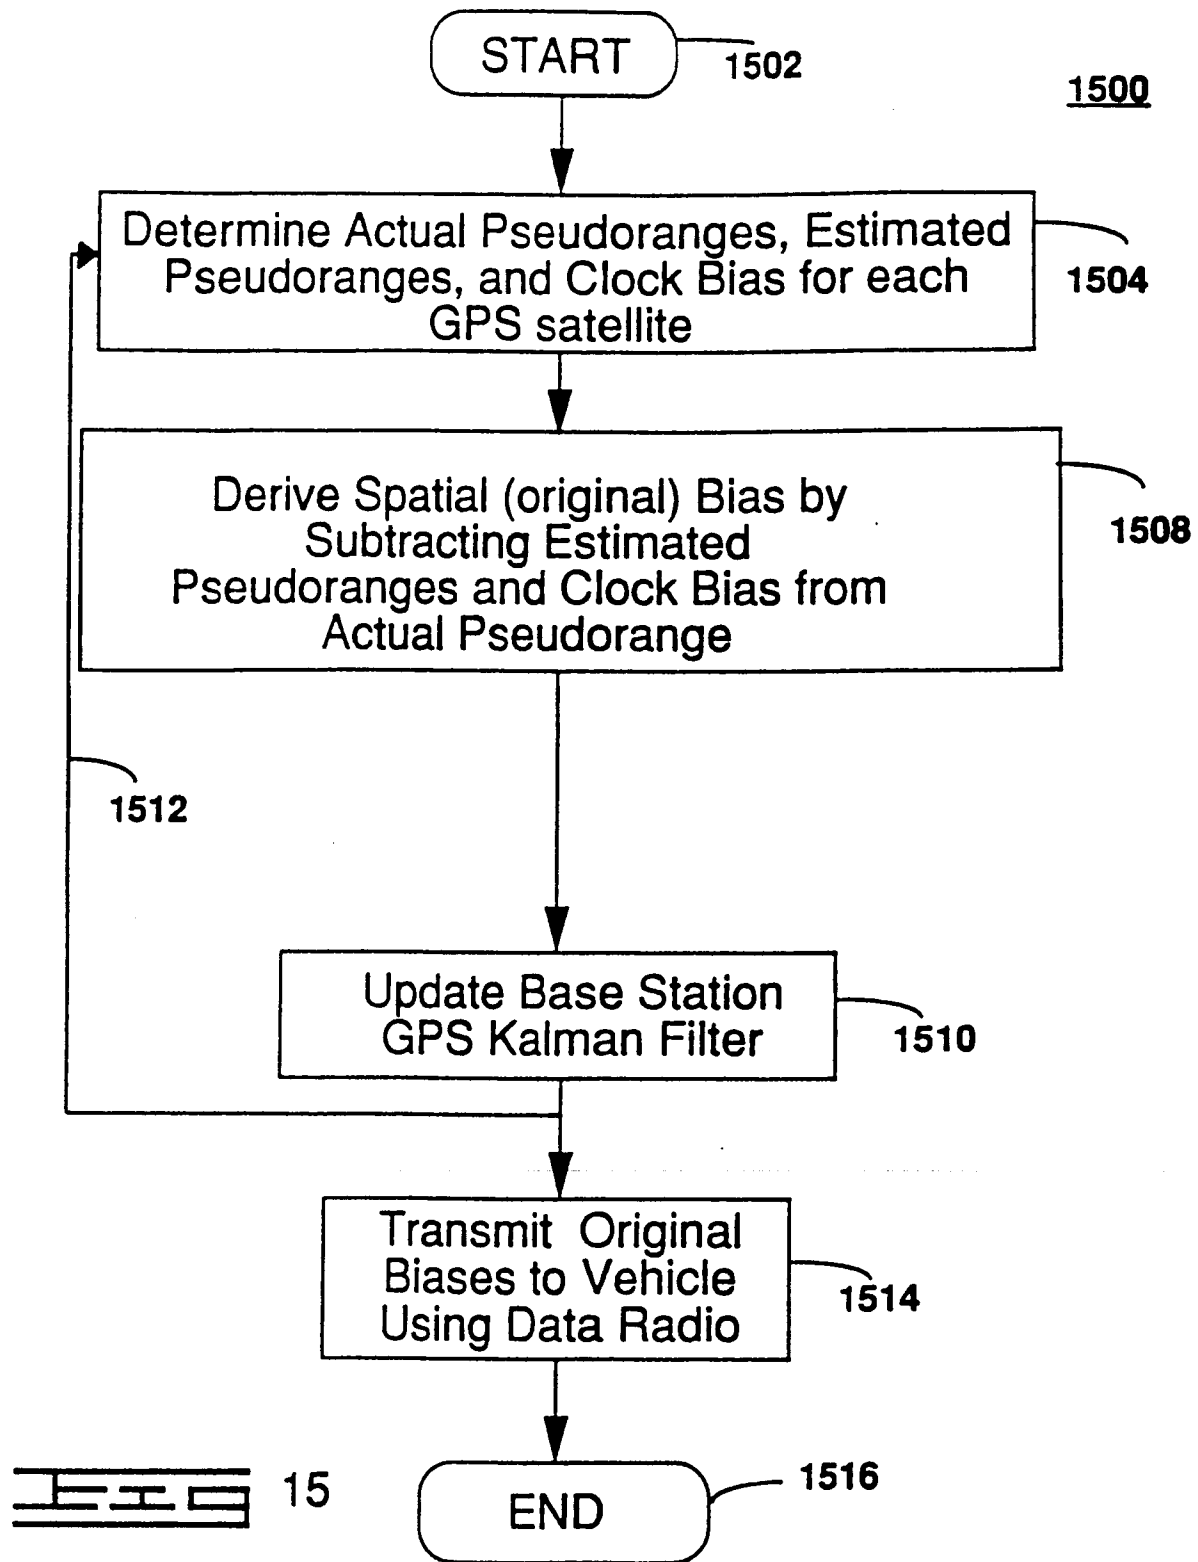 START
1502
1500
Determine Actual Pseudoranges, Estimated
Pseudoranges, and Clock Bias for each
GPS satellite
1504
Derive Spatial (original) Bias by
Subtracting Estimated
Pseudoranges and Clock Bias from
Actual Pseudorange
1508
1512
Update Base Station
GPS Kalman Filter
1510
Transmit Original
Biases to Vehicle
Using Data Radio
1514
END
1516
FIG 15